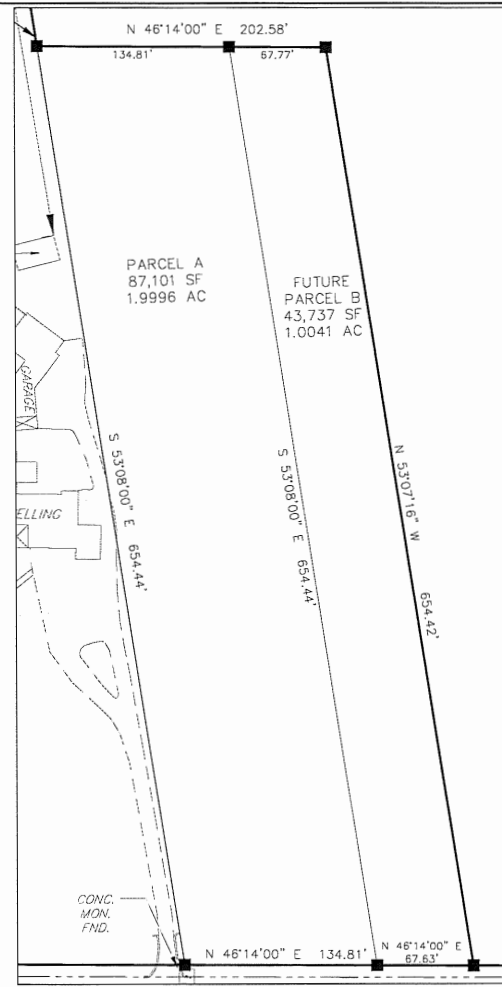 N 46°14'00" E 202.58'
134.81'
67.77'
PARCEL A
87,101 SF
1.9996 AC
FUTURE
PARCEL B
43,737 SF
1.0041 AC
GARAGE
ELLING
S 53°08'00" E 654.44'
S 53°08'00" E 654.44'
N 53°07'16" W 654.42'
CONC.
MON.
FND.
N 46°14'00" E 134.81'
N 46°14'00" E
67.63'